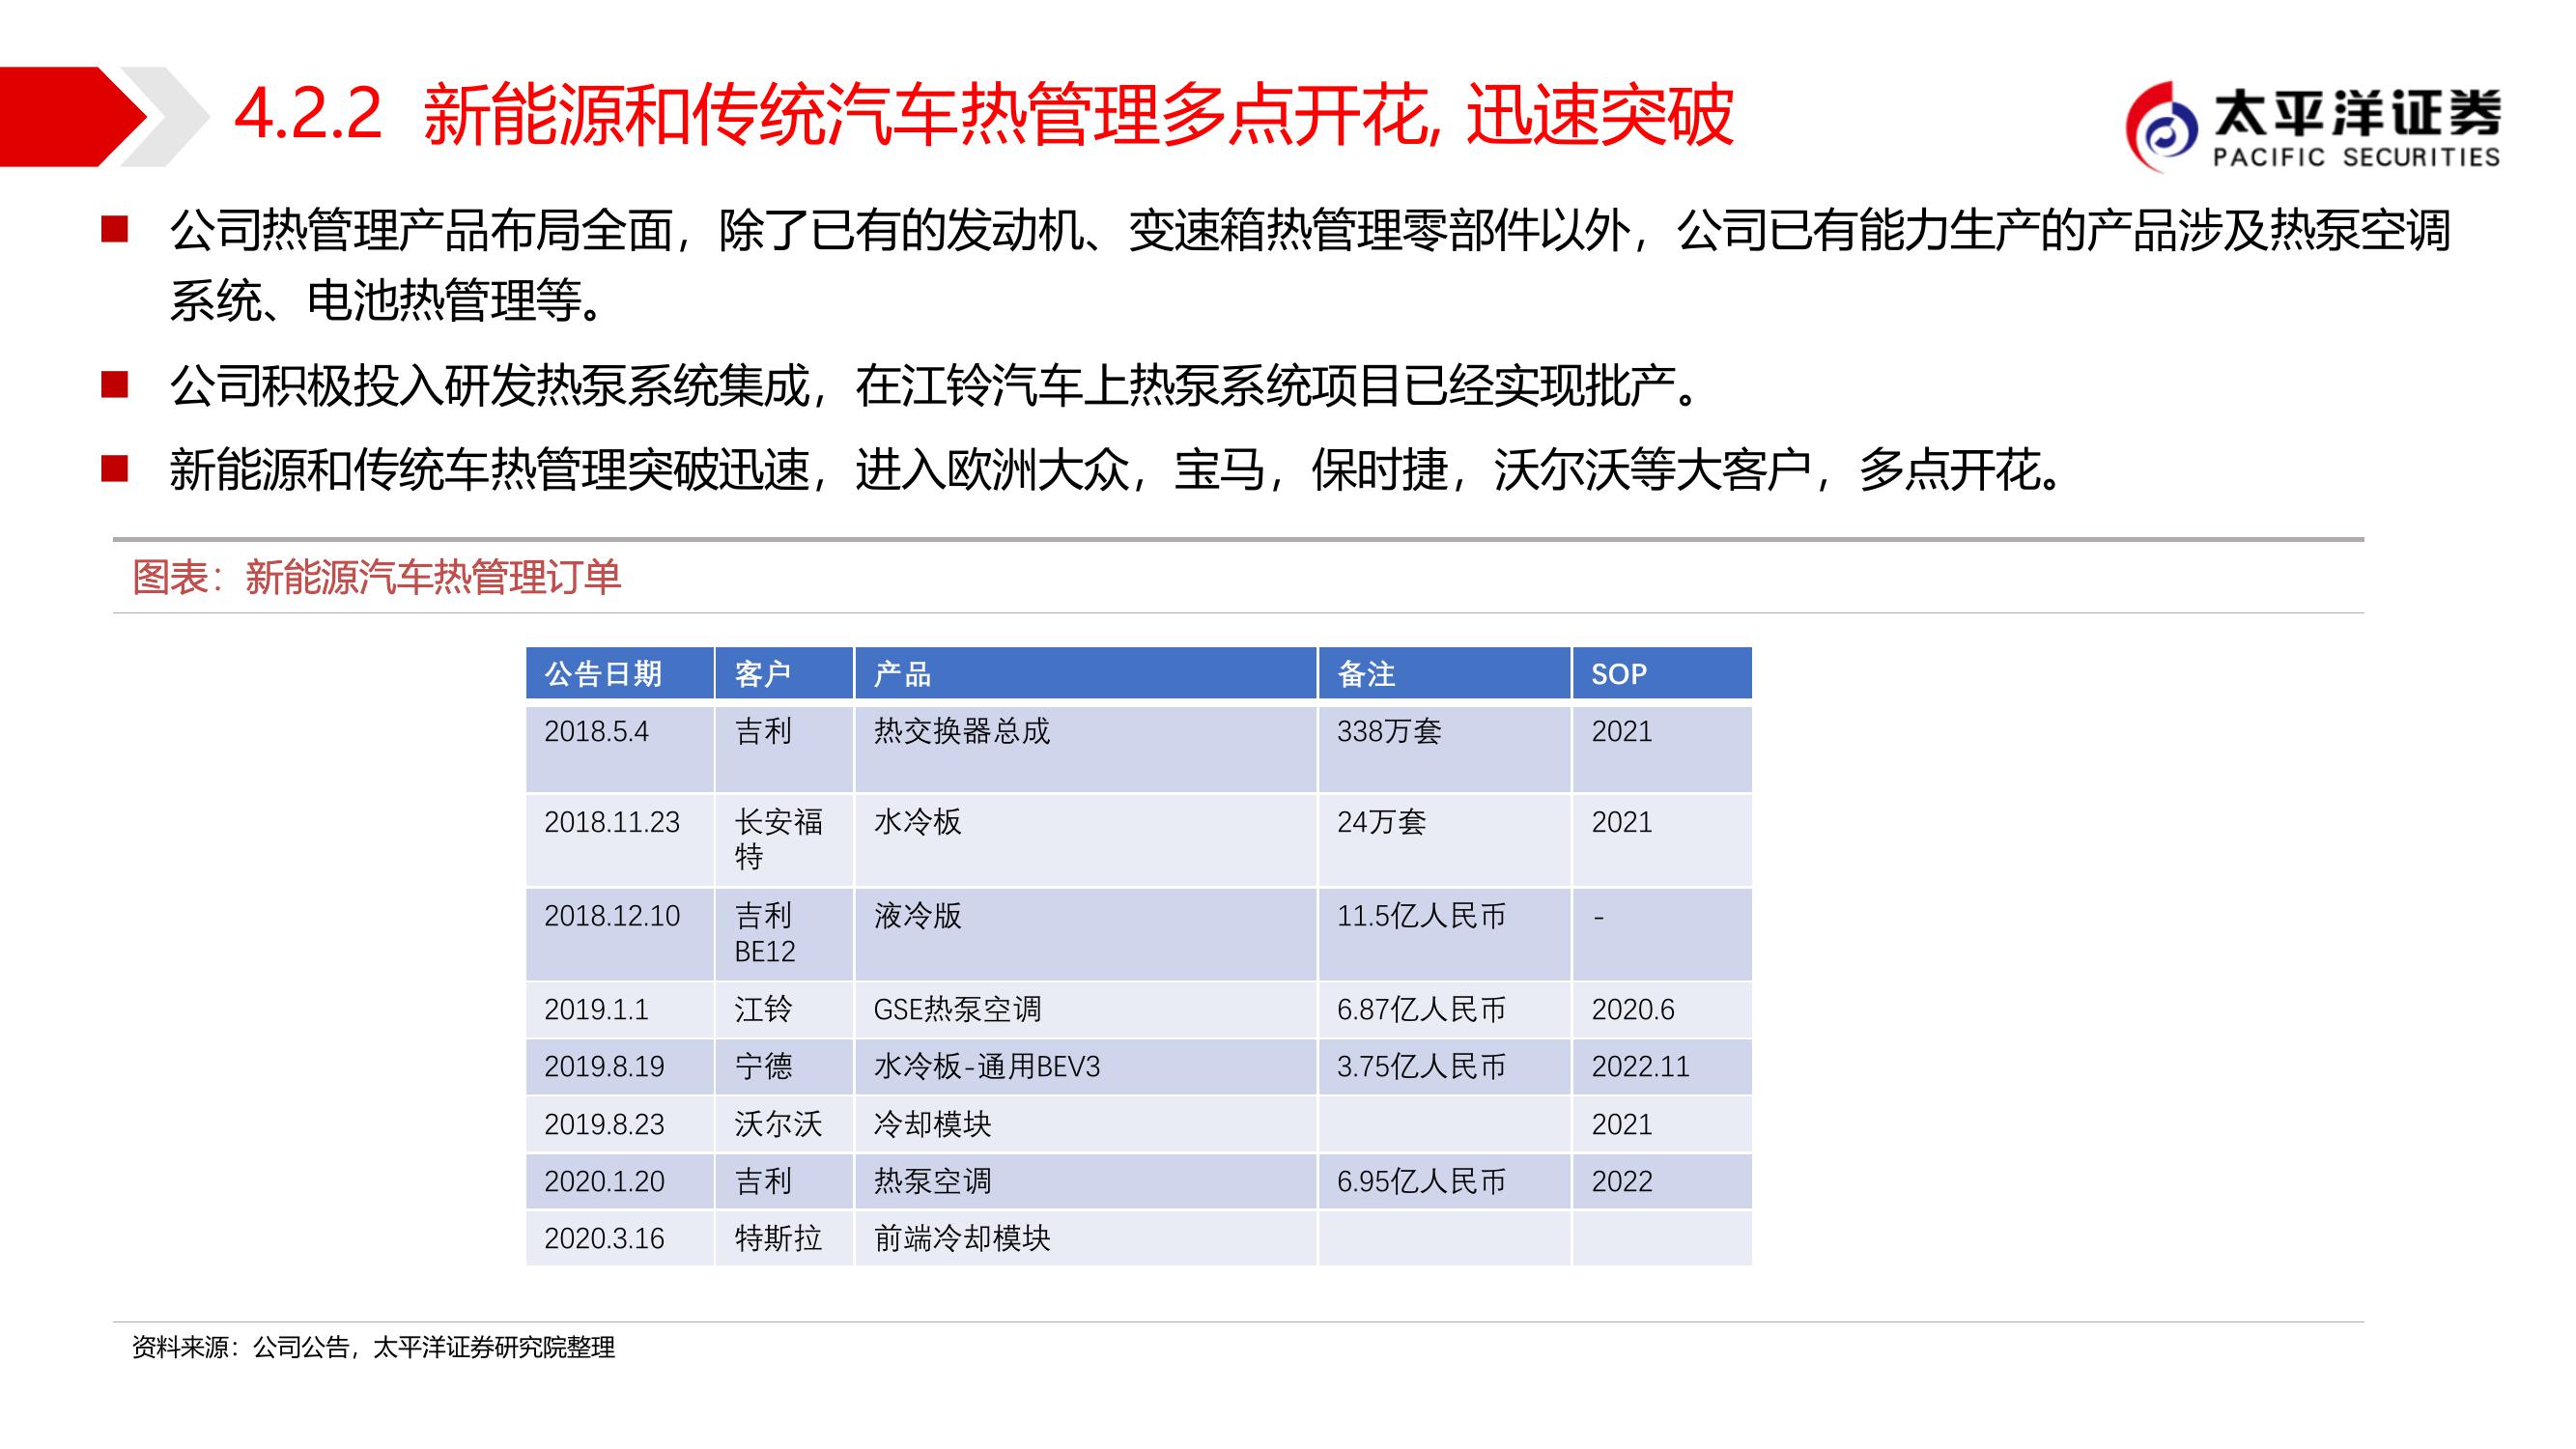 4.2.2 新能源和传统汽车热管理多点开花, 迅速突破
太平洋证券
PACIFIC SECURITIES
公司热管理产品布局全面，除了已有的发动机、变速箱热管理零部件以外，公司已有能力生产的产品涉及热泵空调
系统、电池热管理等。
公司积极投入研发热泵系统集成，在江铃汽车上热泵系统项目已经实现批产。
新能源和传统车热管理突破迅速，进入欧洲大众，宝马，保时捷，沃尔沃等大客户，多点开花。
图表：新能源汽车热管理订单
公告日期 客户 产品 备注 SOP
2018.5.4 吉利 热交换器总成 338万套 2021
2018.11.23 长安福 水冷板 24万套 2021
特
2018.12.10 吉利 液冷版 11.5亿人民币 -
BE12
2019.1.1 江铃 GSE热泵空调 6.87亿人民币 2020.6
2019.8.19 宁德 水冷板-通用BEV3 3.75亿人民币 2022.11
2019.8.23 沃尔沃 冷却模块 2021
2020.1.20 吉利 热泵空调 6.95亿人民币 2022
2020.3.16 特斯拉 前端冷却模块
资料来源：公司公告，太平洋证券研究院整理